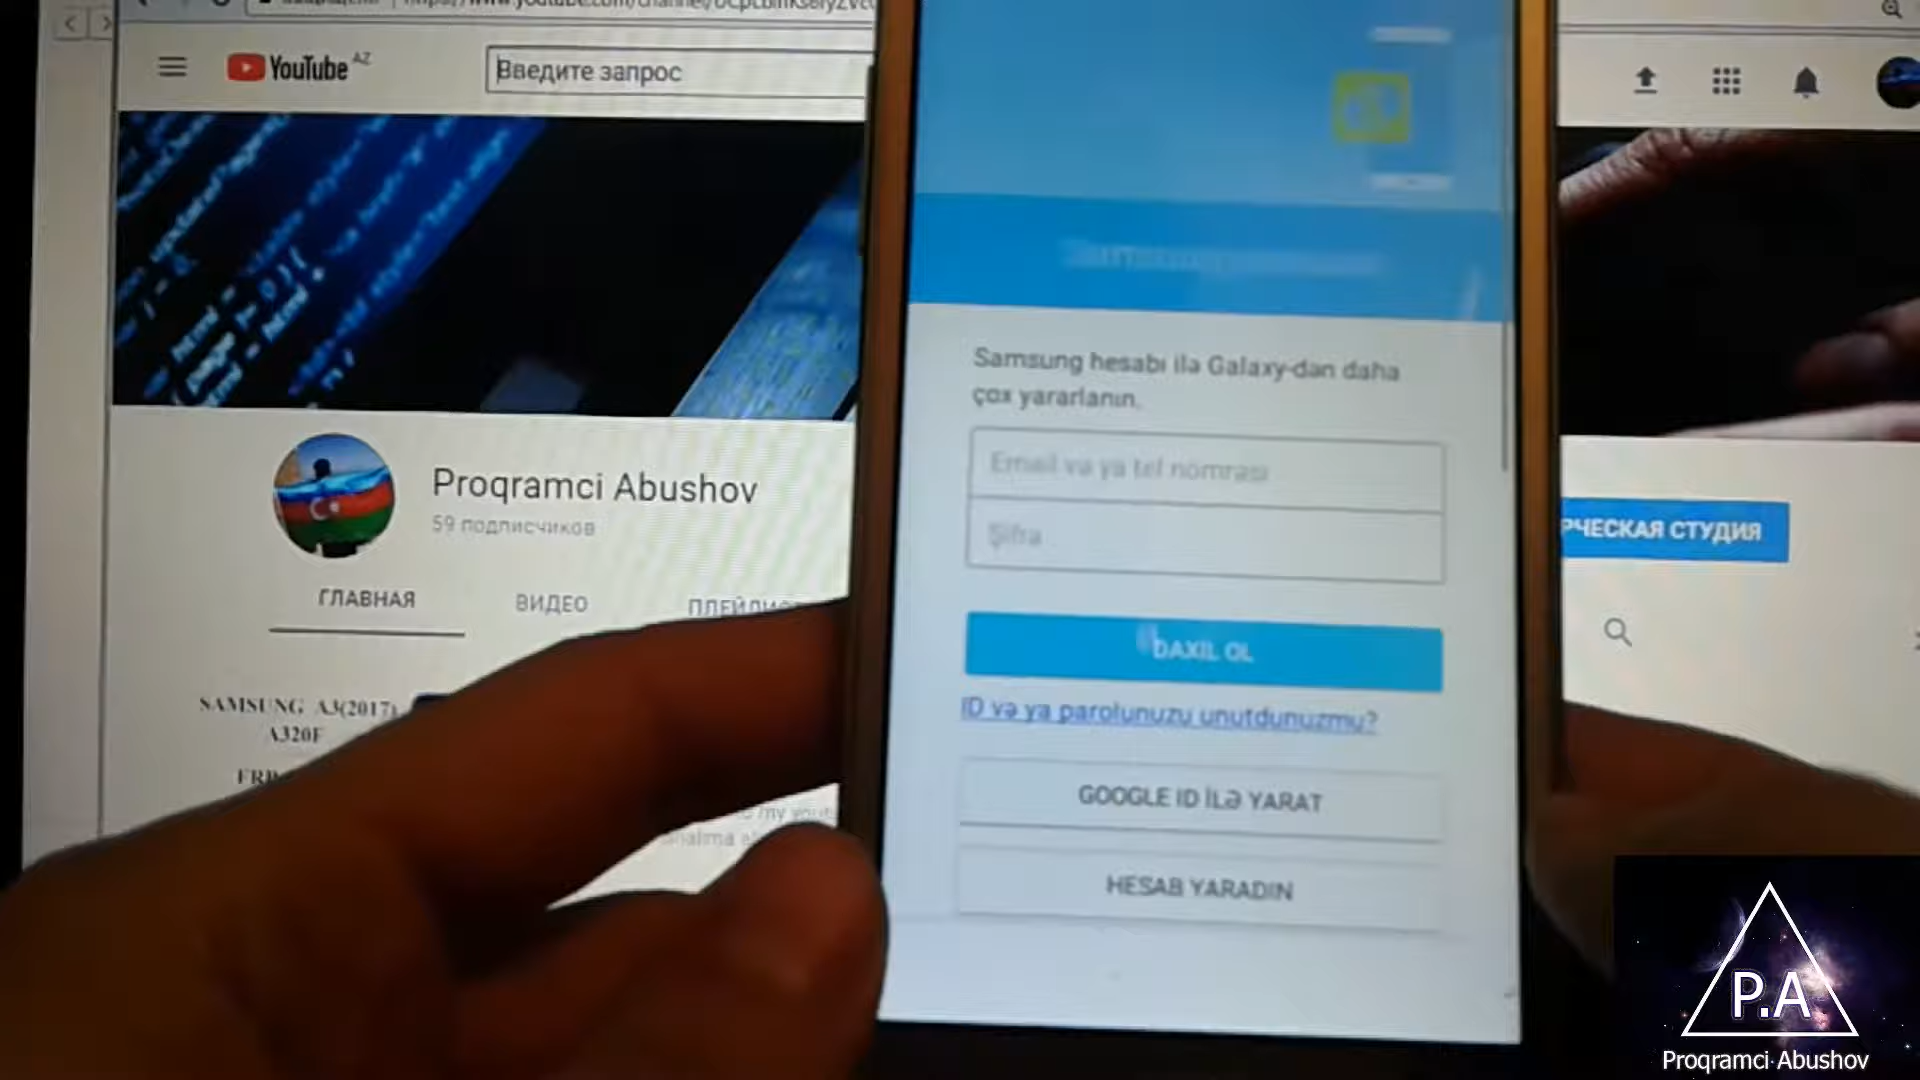 YouTube AZ
Введите запрос
Proqramci Abushov
59 подписчиков
ГЛАВНАЯ
ВИДЕО
SAMSUNG A3(2017)
A320F
Samsung hesabı ilə Galaxy-dən daha
çox yararlanın.
Email və ya tel nömrəsi
Şifrə
DAXİL OL
ID və ya parolunuzu unutdunuzmu?
GOOGLE ID İLƏ YARAT
HESAB YARADIN
РЧЕСКАЯ СТУДИЯ
P.A
Proqramci Abushov